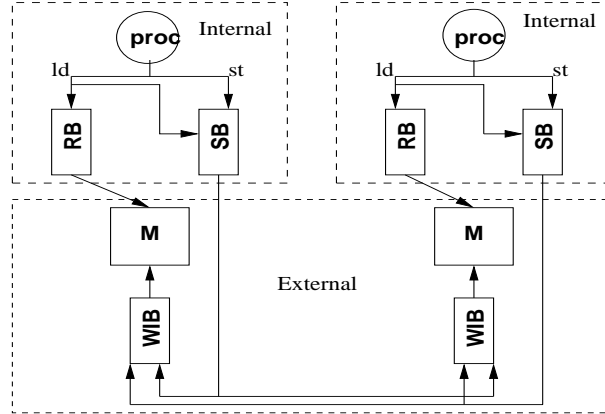 proc Internal proc Internal
ld st ld st
RB SB RB SB
M M
External
WIB WIB